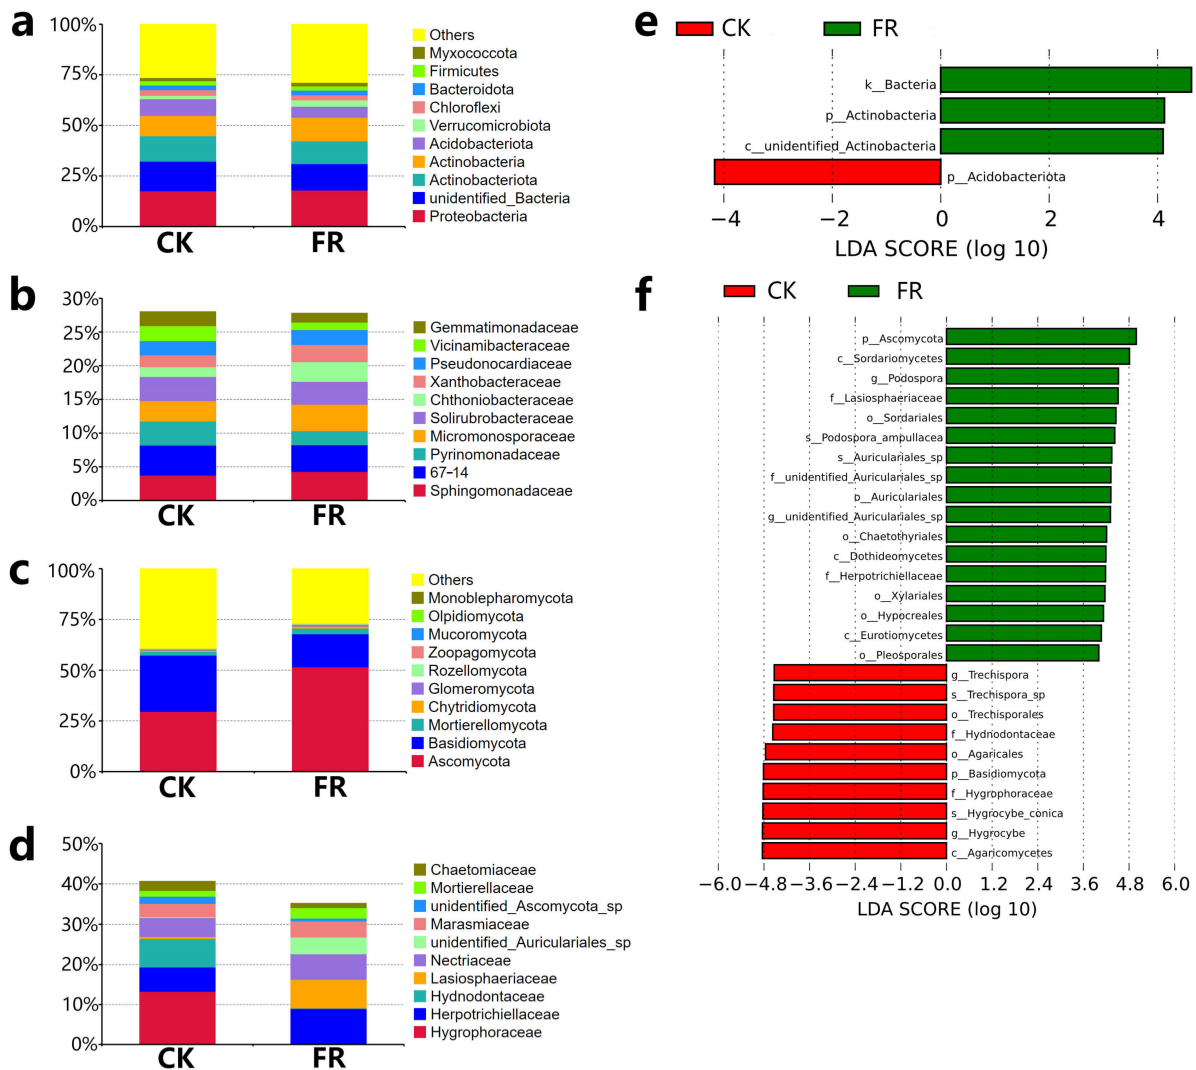 a
100%
75%
50%
25%
0%
CK
FR
Others
Myxococcota
Firmicutes
Bacteroidota
Chloroflexi
Verrucomicrobiota
Acidobacteriota
Actinobacteria
Actinobacteriota
unidentified_Bacteria
Proteobacteria
b
30%
25%
20%
15%
10%
5%
0%
CK
FR
Gemmatimonadaceae
Vicinamibacteraceae
Pseudonocardiaceae
Xanthobacteraceae
Chthoniobacteraceae
Solirubrobacteraceae
Micromonosporaceae
Pyrinomonadaceae
67-14
Sphingomonadaceae
c
100%
75%
50%
25%
0%
CK
FR
Others
Monoblepharomycota
Olpidiomycota
Mucoromycota
Zoopagomycota
Rozellomycota
Glomeromycota
Chytridiomycota
Mortierellomycota
Basidiomycota
Ascomycota
d
50%
40%
30%
20%
10%
0%
CK
FR
Chaetomiaceae
Mortierellaceae
unidentified_Ascomycota_sp
Marasmiaceae
unidentified_Auriculariales_sp
Nectriaceae
Lasiosphaeriaceae
Hydnodontaceae
Herpotrichiellaceae
Hygrophoraceae
e
CK
FR
k__Bacteria
p__Actinobacteria
c__unidentified_Actinobacteria
p__Acidobacteriota
−4 −2 0 2 4
LDA SCORE (log 10)
f
CK
FR
p__Ascomycota
c__Sordariomycetes
g__Podospora
f__Lasiosphaeriaceae
o__Sordariales
s__Podospora_ampullacea
s__Auriculariales_sp
f__unidentified_Auriculariales_sp
o__Auriculariales
g__unidentified_Auriculariales_sp
o__Chaetothyriales
c__Dothideomycetes
f__Herpotrichiellaceae
o__Xylariales
o__Hypocreales
c__Eurotiomycetes
o__Pleosporales
g__Trechispora
s__Trechispora_sp
o__Trechisporales
f__Hydnodontaceae
o__Agaricales
p__Basidiomycota
f__Hygrophoraceae
s__Hygrocybe_conica
g__Hygrocybe
c__Agaricomycetes
−6.0 −4.8 −3.6 −2.4 −1.2 0.0 1.2 2.4 3.6 4.8 6.0
LDA SCORE (log 10)